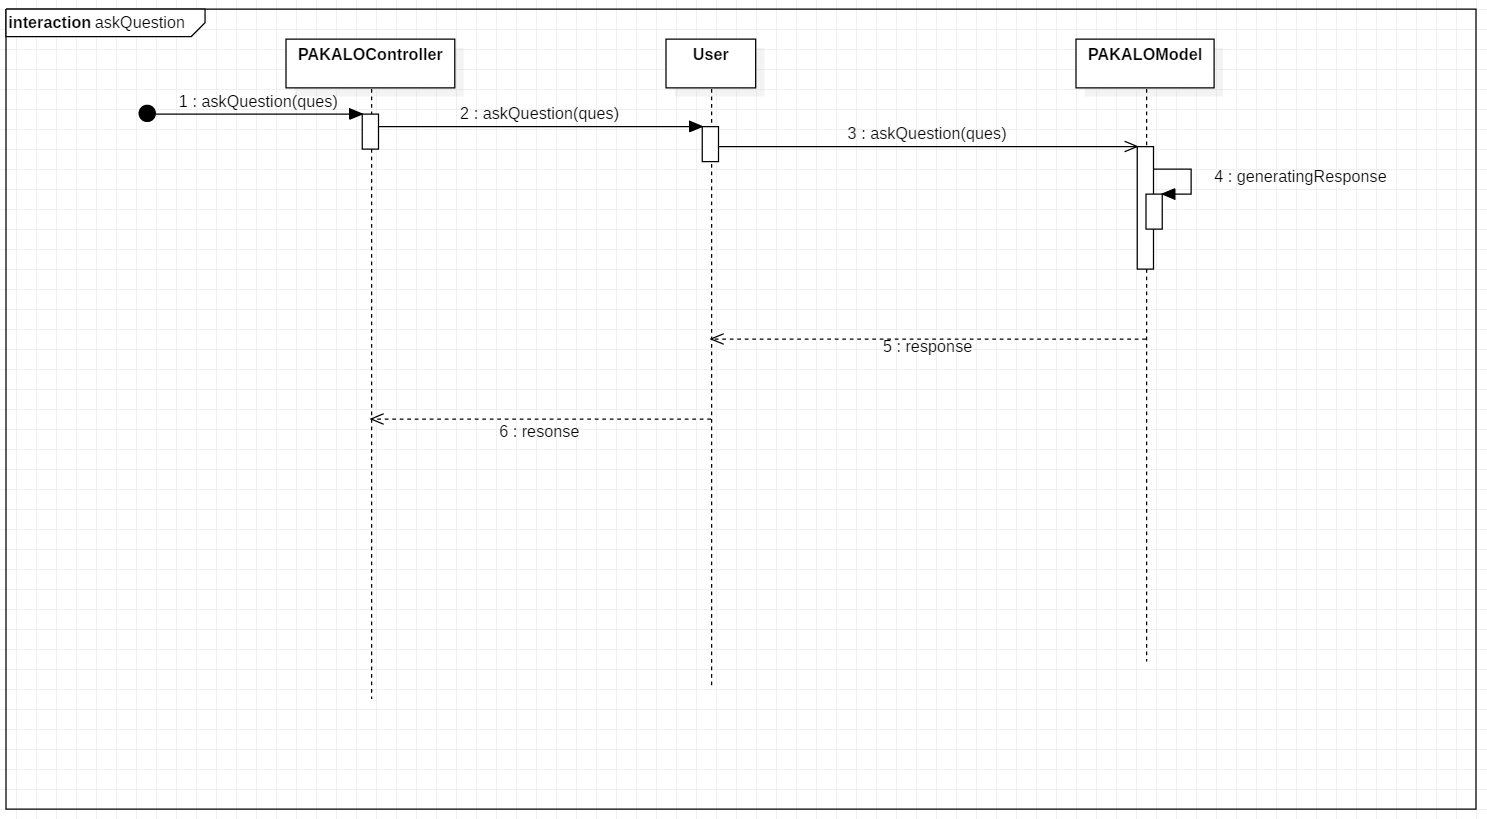 interaction askQuestion
PAKALOController
User
PAKALOModel
1 : askQuestion(ques)
2 : askQuestion(ques)
3 : askQuestion(ques)
4 : generatingResponse
5 : response
6 : resonse